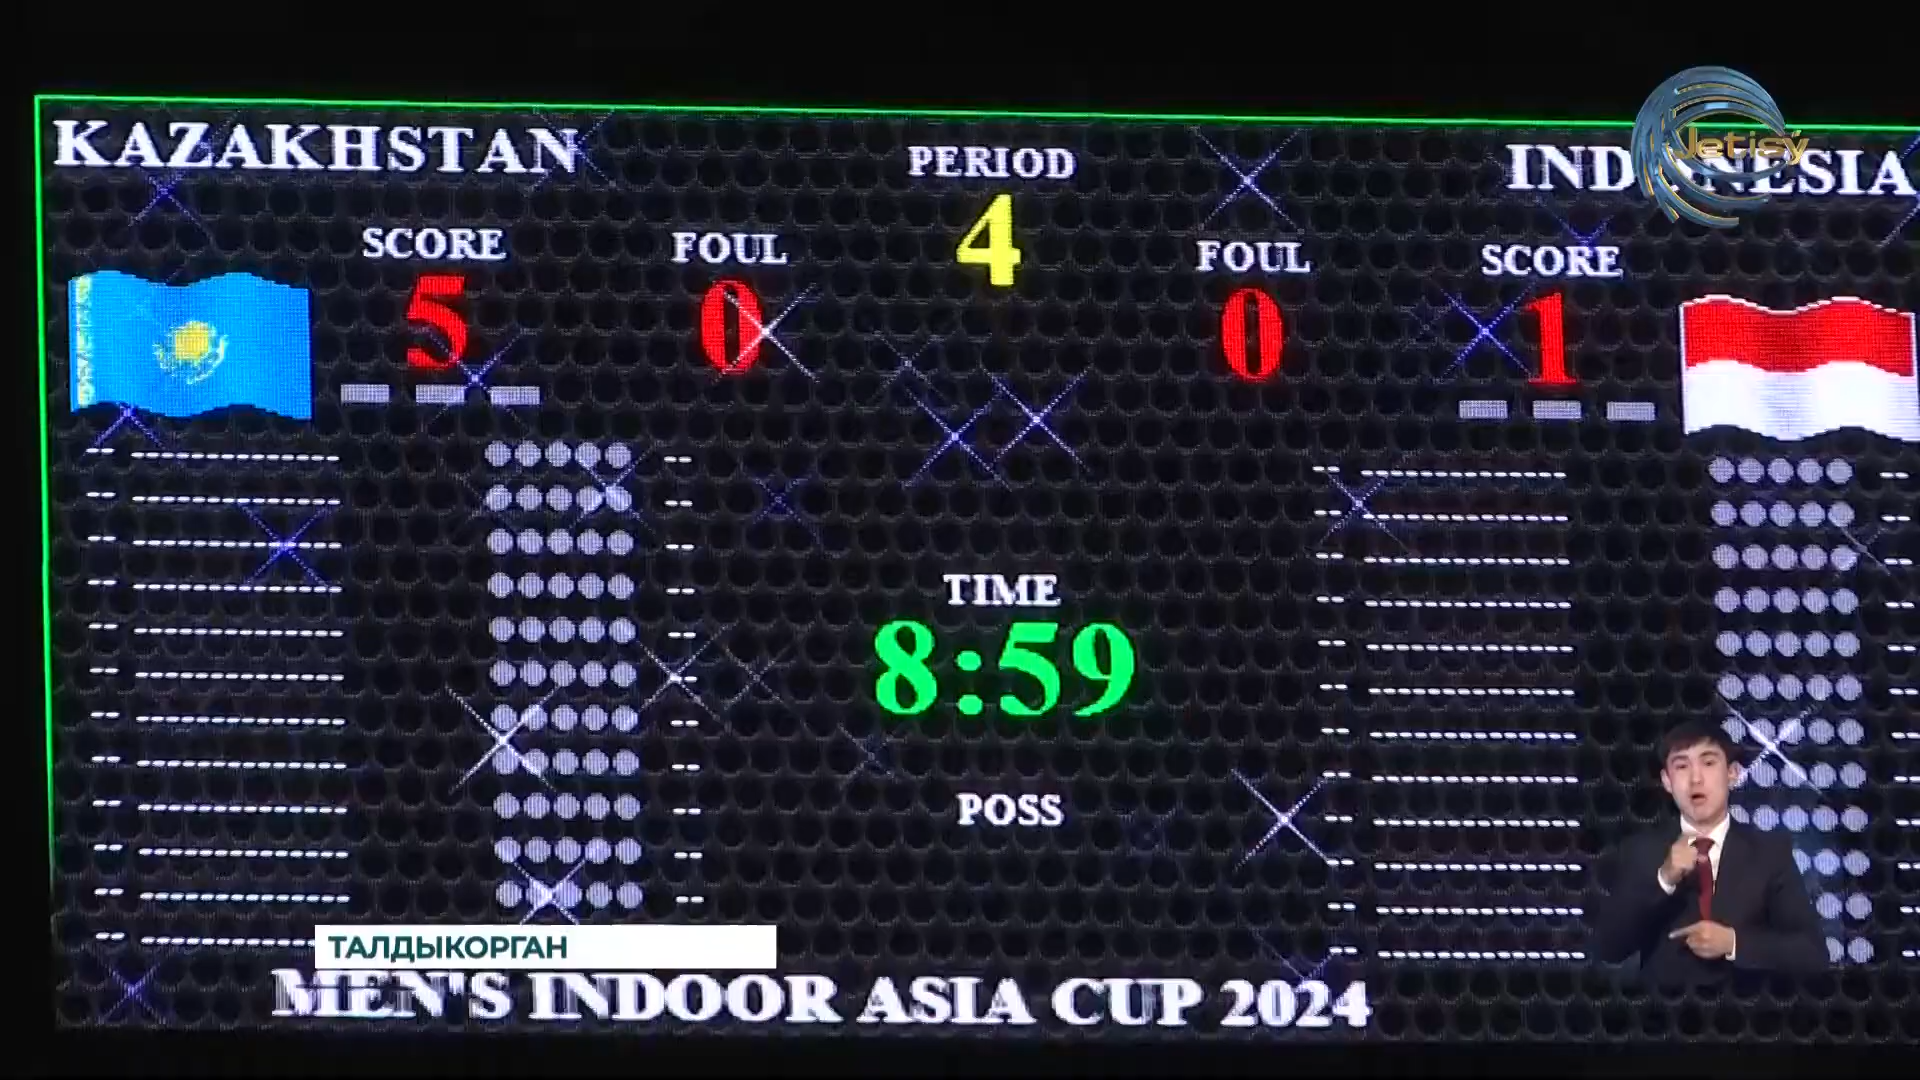 KAZAKHSTAN
PERIOD
INDONESIA
Jetisý
4
SCORE
FOUL
FOUL
SCORE
5
0
0
1
TIME
8:59
POSS
ТАЛДЫКОРГАН
MEN'S INDOOR ASIA CUP 2024